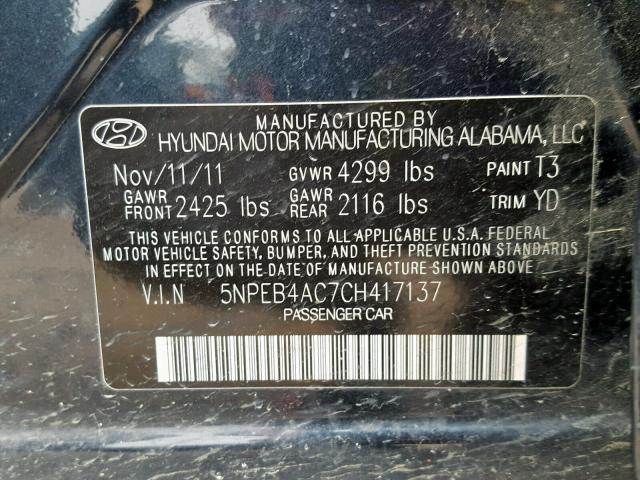 MANUFACTURED BY
HYUNDAI MOTOR MANUFACTURING ALABAMA, LLC
Nov/11/11 GVWR 4299 lbs PAINT T3
GAWR FRONT 2425 lbs GAWR REAR 2116 lbs TRIM YD
THIS VEHICLE CONFORMS TO ALL APPLICABLE U.S.A. FEDERAL
MOTOR VEHICLE SAFETY, BUMPER, AND THEFT PREVENTION STANDARDS
IN EFFECT ON THE DATE OF MANUFACTURE SHOWN ABOVE.
V.I.N 5NPEB4AC7CH417137
PASSENGER CAR